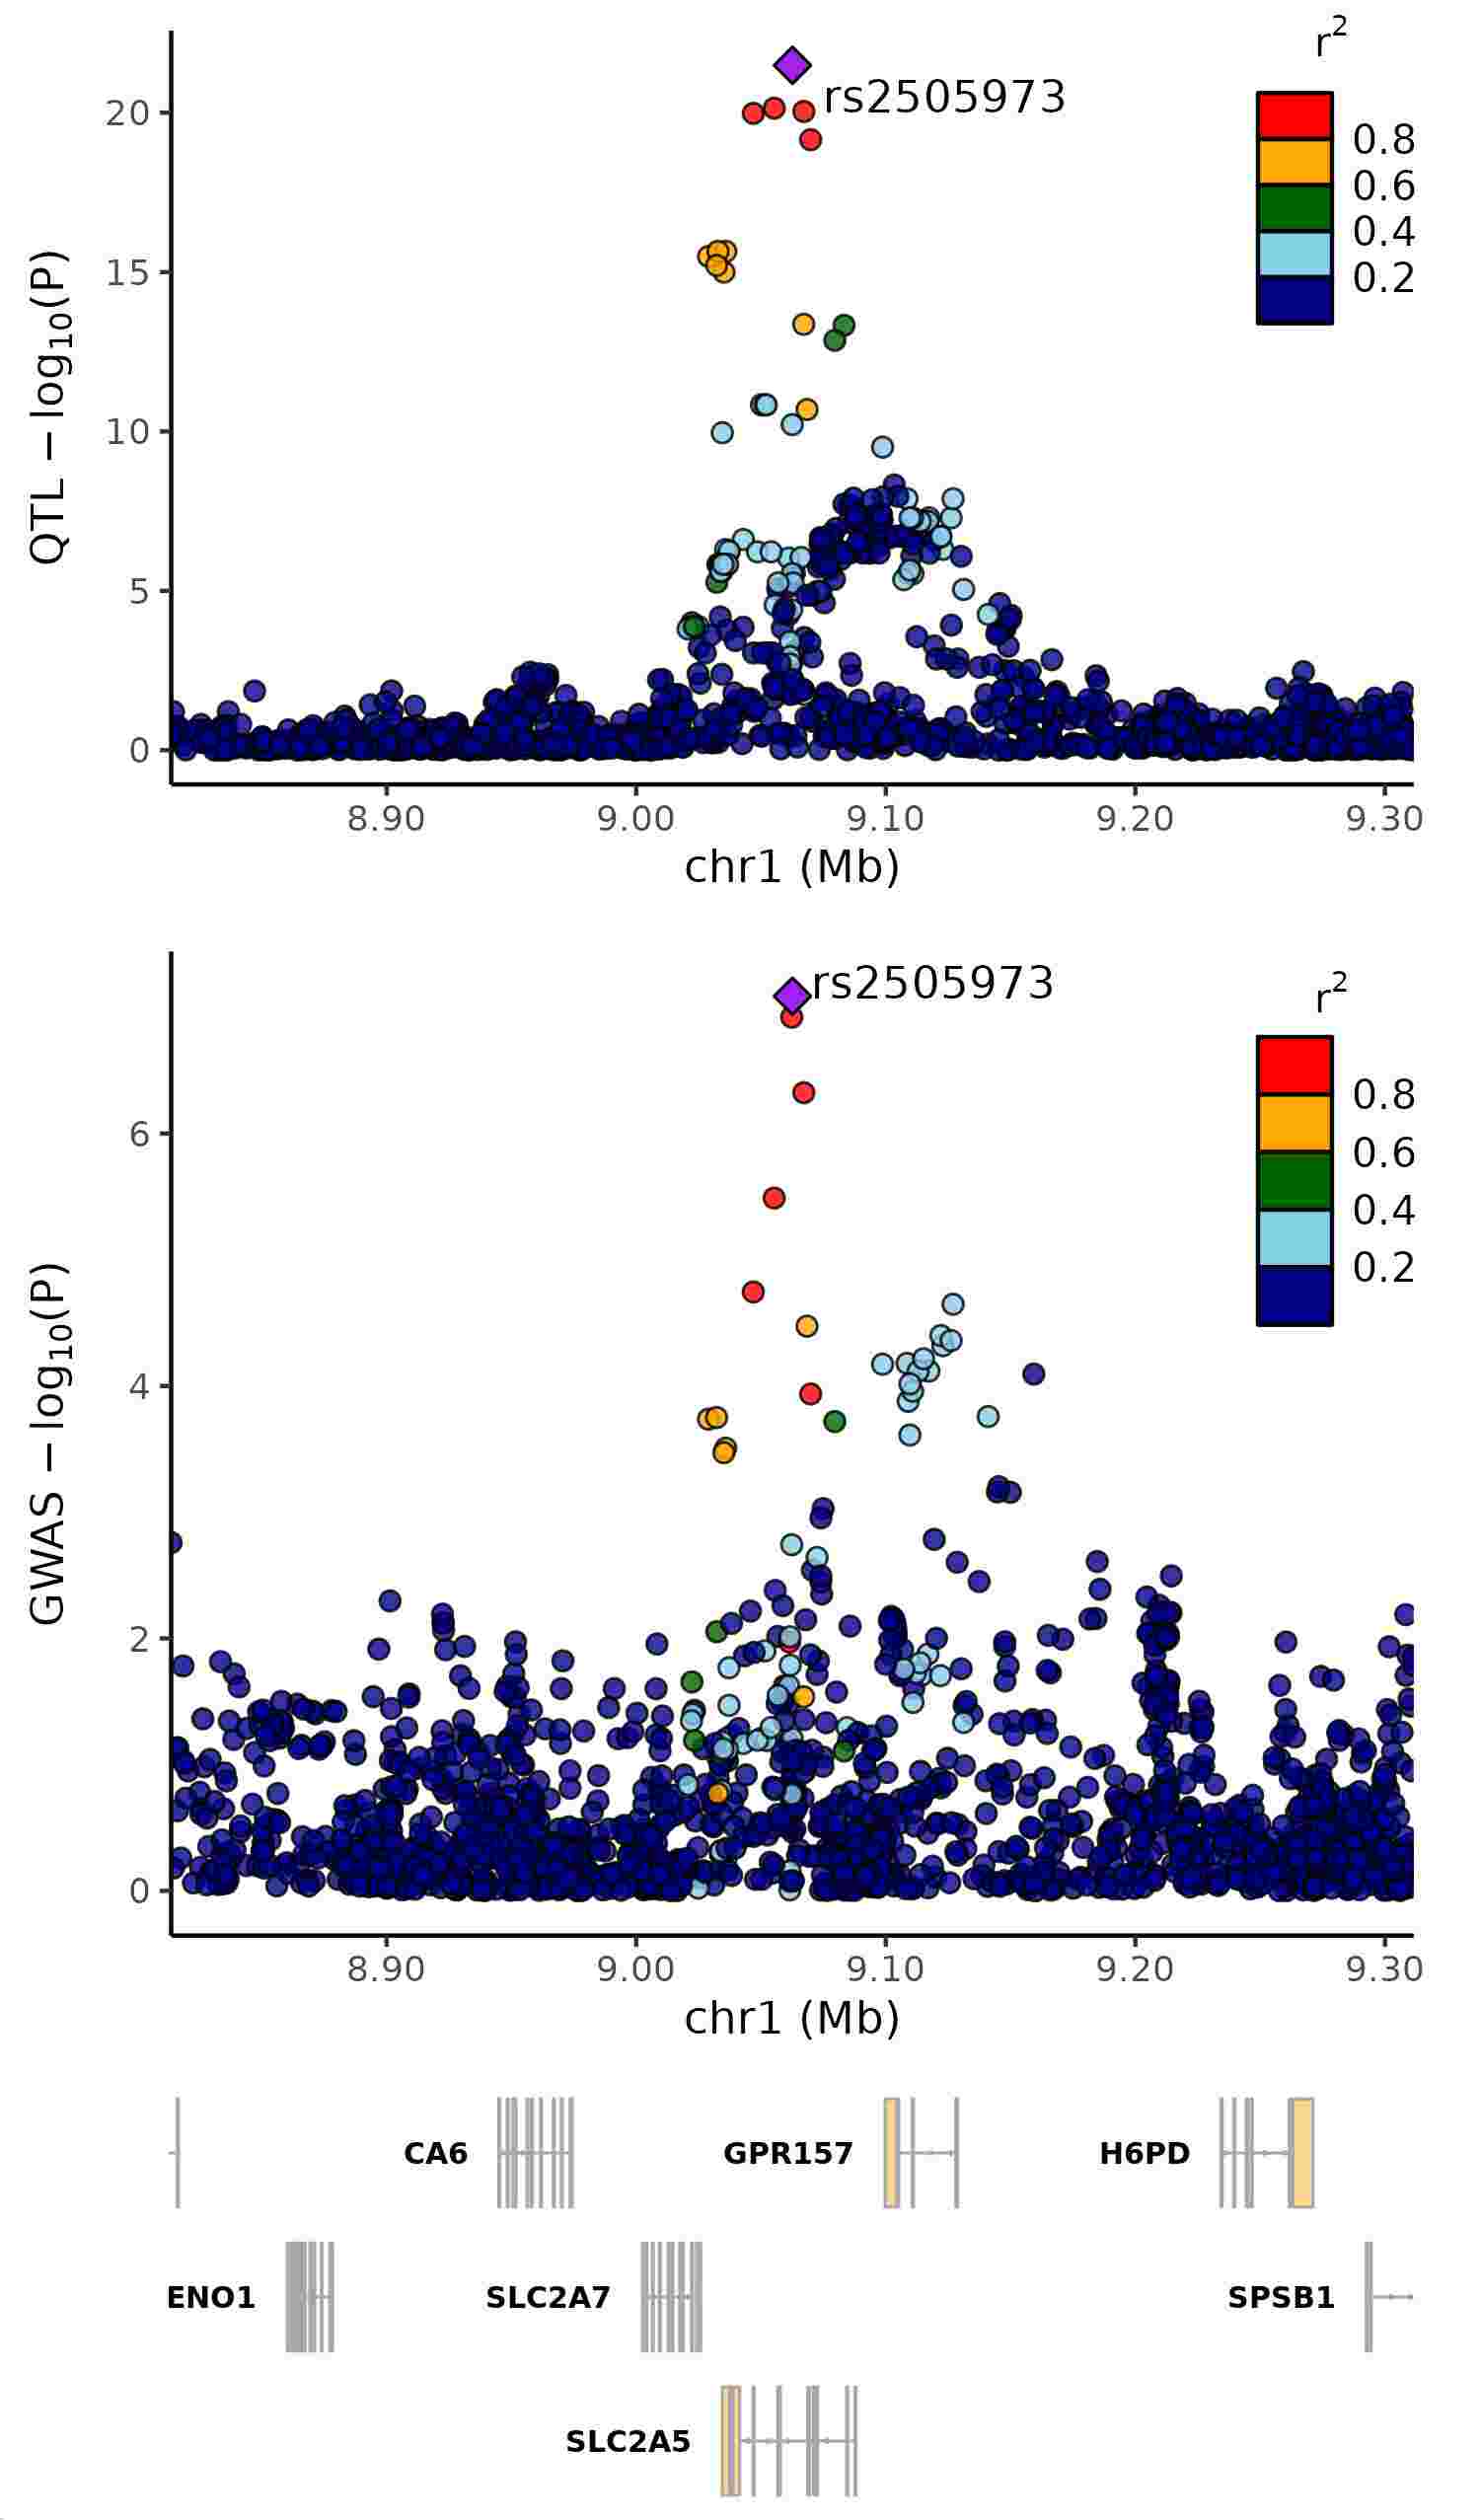 r2
rs2505973
0.8
0.6
0.4
0.2
20
15
10
5
0
QTL − log10(P)
8.90 9.00 9.10 9.20 9.30
chr1 (Mb)
rs2505973
r2
0.8
0.6
0.4
0.2
6
4
2
0
GWAS − log10(P)
8.90 9.00 9.10 9.20 9.30
chr1 (Mb)
CA6 GPR157 H6PD
ENO1 SLC2A7 SPSB1
SLC2A5